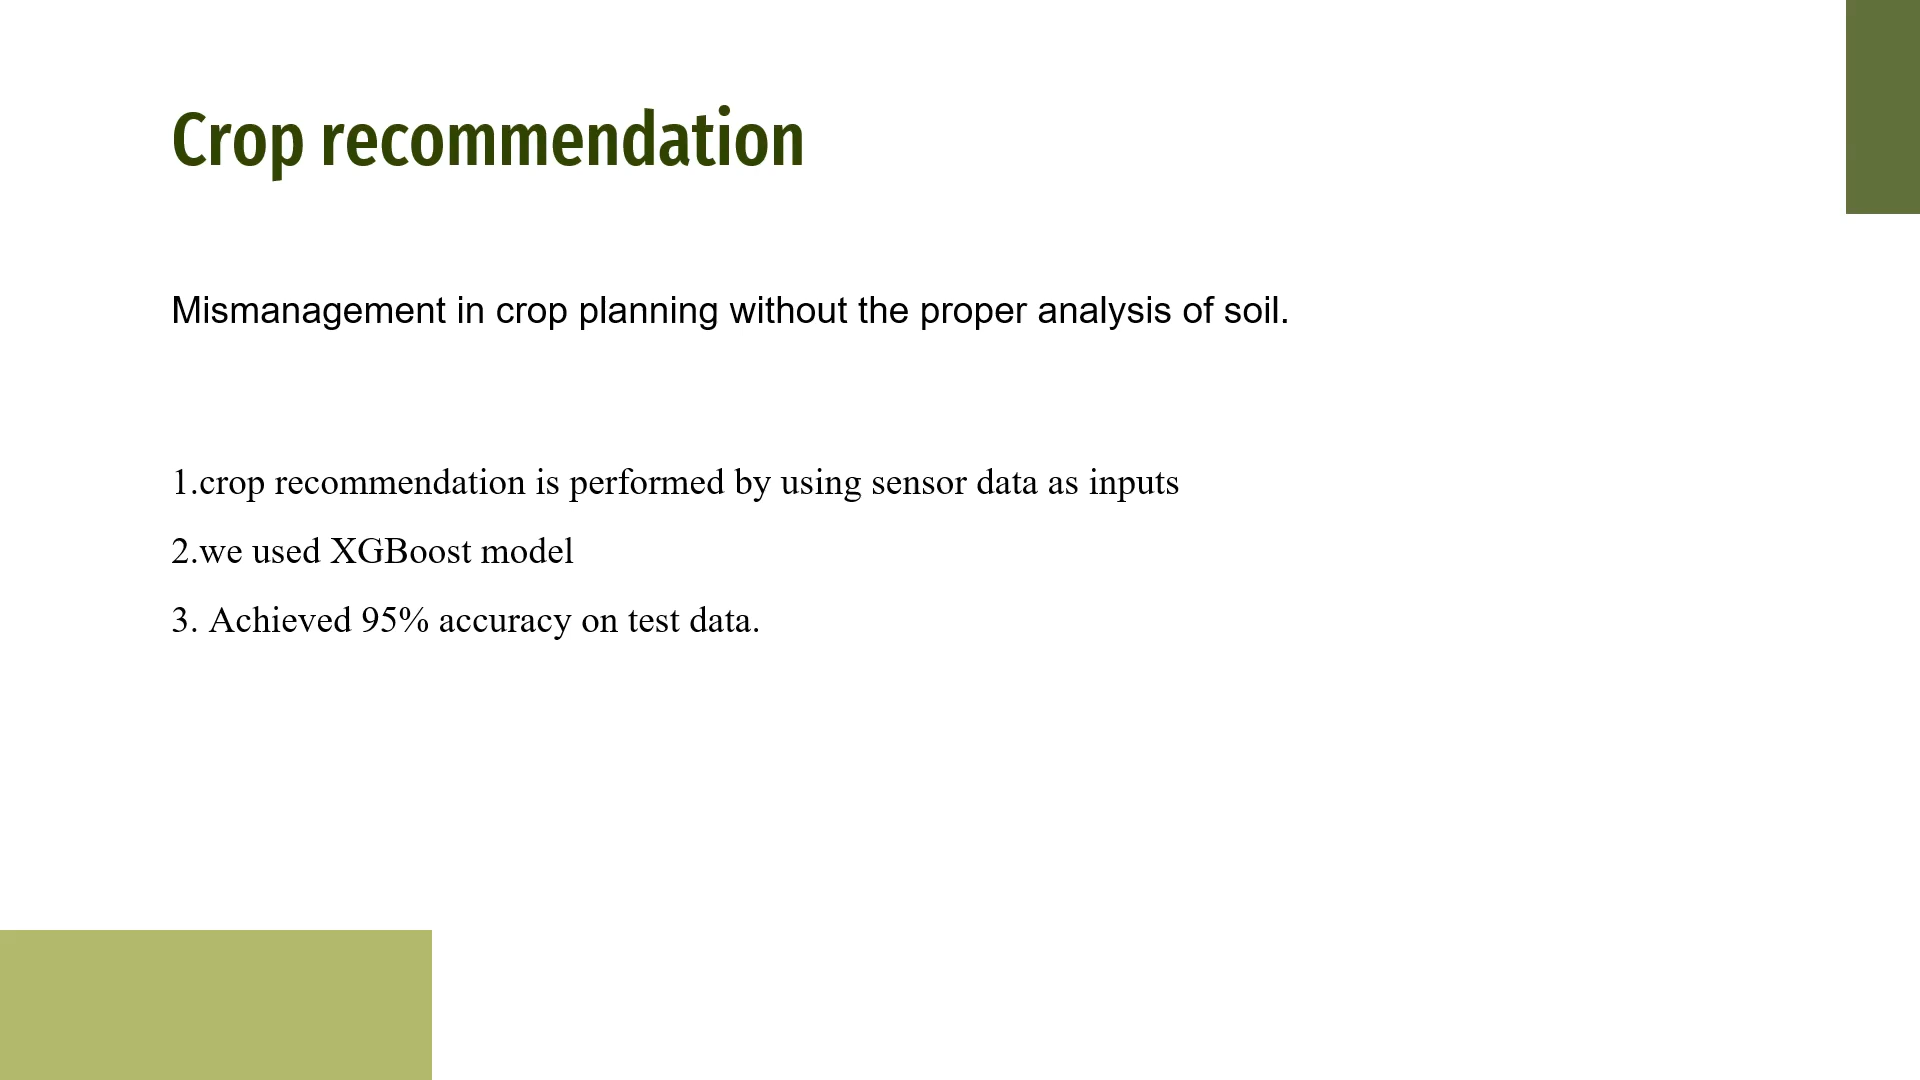 Crop recommendation
Mismanagement in crop planning without the proper analysis of soil.
1.crop recommendation is performed by using sensor data as inputs
2.we used XGBoost model
3. Achieved 95% accuracy on test data.